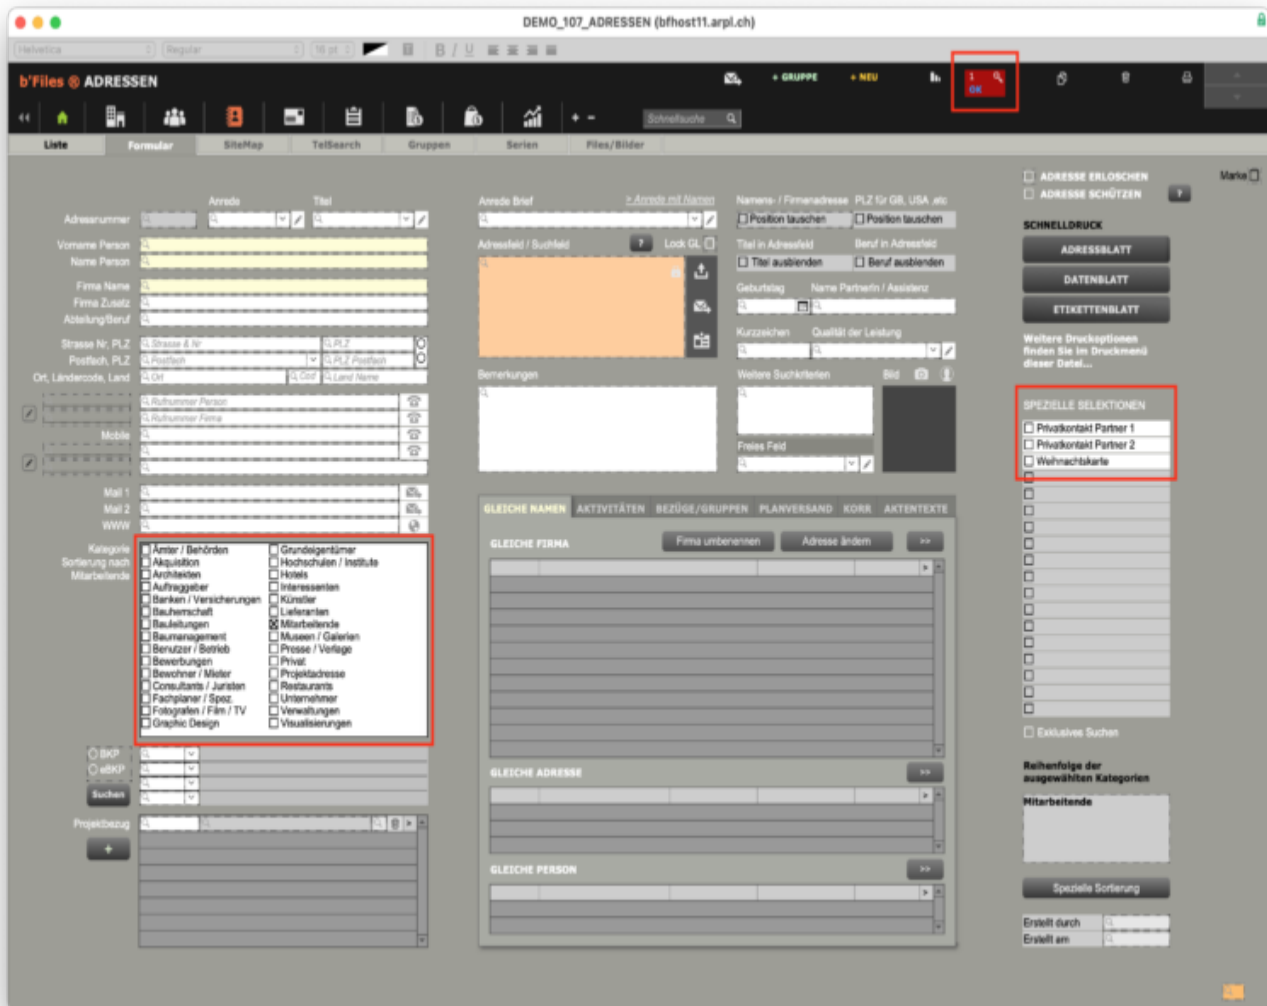 DEMO_107_ADRESSEN (bfhost11.arpl.ch)
Helvetica Regular 16 pt B I U
b'Files ® ADRESSEN
+ GRUPPE + NEU 1 OK
+ − Schnellsuche
Liste Formular SiteMap TelSearch Gruppen Serien Files/Bilder
Anrede Titel
Adressnummer
Vorname Person
Name Person
Firma Name
Firma Zusatz
Abteilung/Beruf
Strasse Nr, PLZ Strasse & Nr PLZ
Postfach, PLZ Postfach PLZ Postfach
Ort, Ländercode, Land Ort Cod Land Name
Rufnummer Person
Rufnummer Firma
Mobile
Mail 1
Mail 2
WWW
Kategorie
Sortierung nach
Mitarbeitende
Ämter / Behörden Grundeigentümer
Akquisition Hochschulen / Institute
Architekten Hotels
Auftraggeber Interessenten
Banken / Versicherungen Künstler
Bauherrschaft Lieferanten
Bauleitungen Mitarbeitende
Baumanagement Museen / Galerien
Benutzer / Betrieb Presse / Verlage
Bewerbungen Privat
Bewohner / Mieter Projektadresse
Consultants / Juristen Restaurants
Fachplaner / Spez. Unternehmer
Fotografen / Film / TV Verwaltungen
Graphic Design Visualisierungen
BKP
eBKP
Suchen
Projektbezug
+
Anrede Brief > Anrede mit Namen
Adressfeld / Suchfeld ? Lock GL
Bemerkungen
Namens- / Firmenadresse PLZ für GB, USA ,etc
Position tauschen Position tauschen
Titel in Adressfeld Beruf in Adressfeld
Titel ausblenden Beruf ausblenden
Geburtstag Name PartnerIn / Assistenz
Kurzzeichen Qualität der Leistung
Weitere Suchkriterien Bild
Freies Feld
GLEICHE NAMEN AKTIVITÄTEN BEZÜGE/GRUPPEN PLANVERSAND KORR AKTENTEXTE
GLEICHE FIRMA Firma umbenennen Adresse ändern >>
GLEICHE ADRESSE >>
GLEICHE PERSON >>
ADRESSE ERLOSCHEN Marke
ADRESSE SCHÜTZEN ?
SCHNELLDRUCK
ADRESSBLATT
DATENBLATT
ETIKETTENBLATT
Weitere Druckoptionen
finden Sie im Druckmenü
dieser Datei...
SPEZIELLE SELEKTIONEN
Privatkontakt Partner 1
Privatkontakt Partner 2
Weihnachtskarte
Exklusives Suchen
Reihenfolge der
ausgewählten Kategorien
Mitarbeitende
Spezielle Sortierung
Erstellt durch
Erstellt am